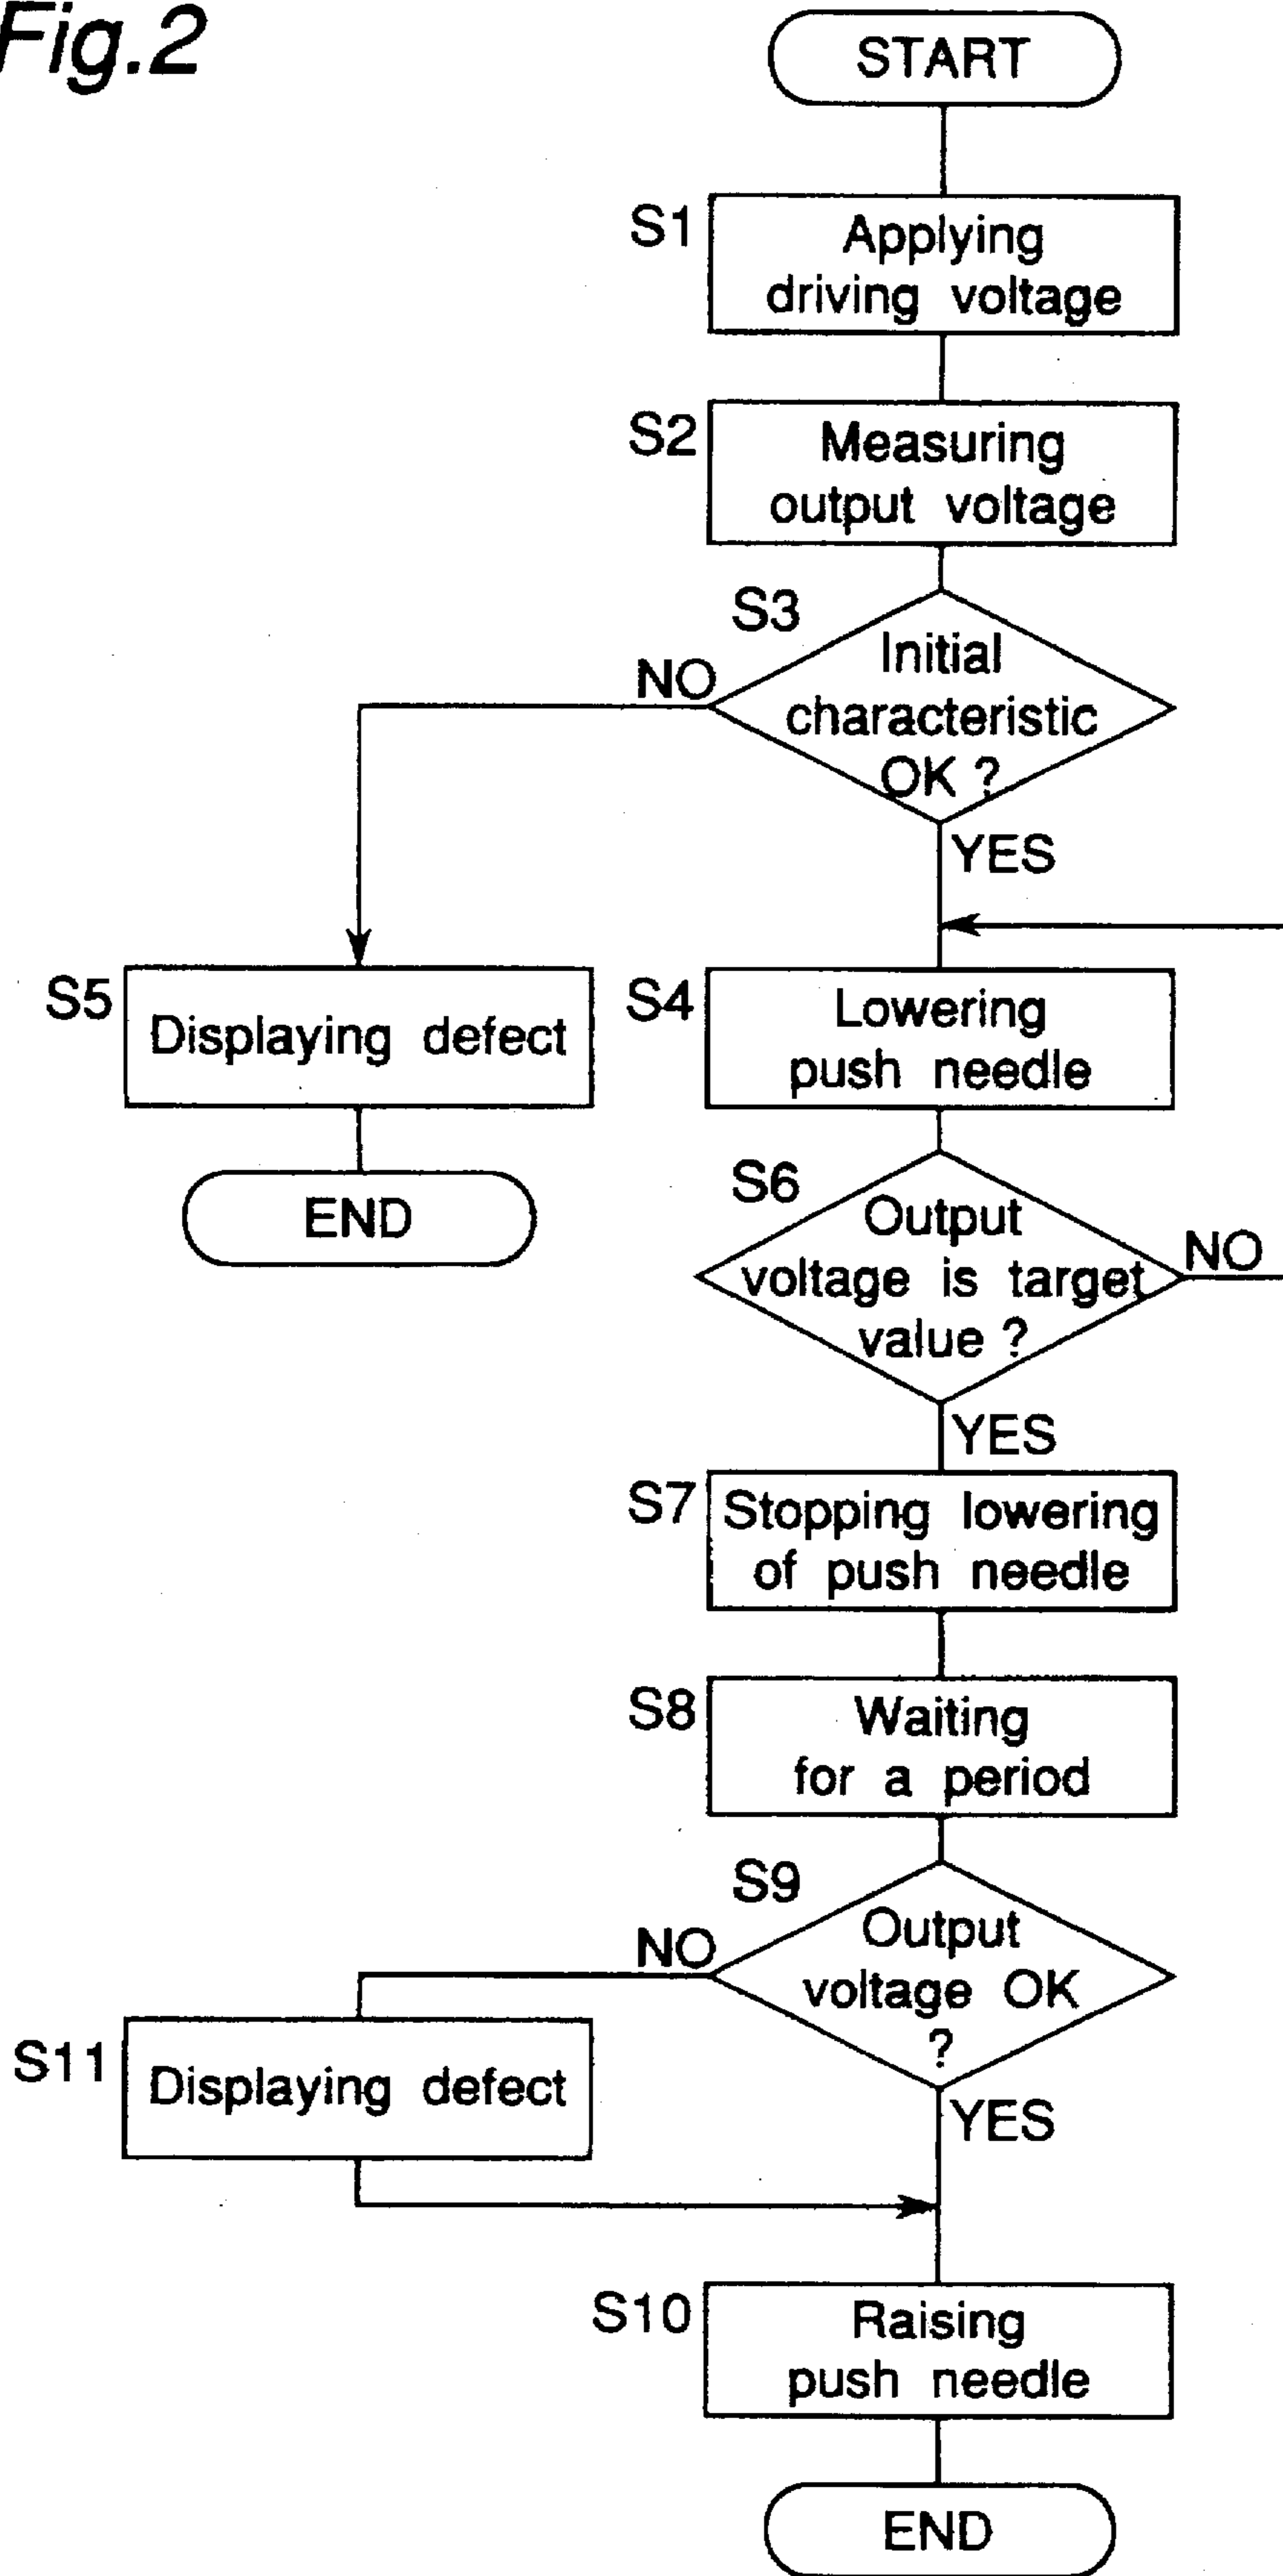 Fig.2
START
S1
Applying
driving voltage
S2
Measuring
output voltage
S3
Initial
characteristic
OK ?
NO
YES
S5
Displaying defect
END
S4
Lowering
push needle
S6
Output
voltage is target
value ?
NO
YES
S7
Stopping lowering
of push needle
S8
Waiting
for a period
S9
Output
voltage OK
?
NO
YES
S11
Displaying defect
S10
Raising
push needle
END